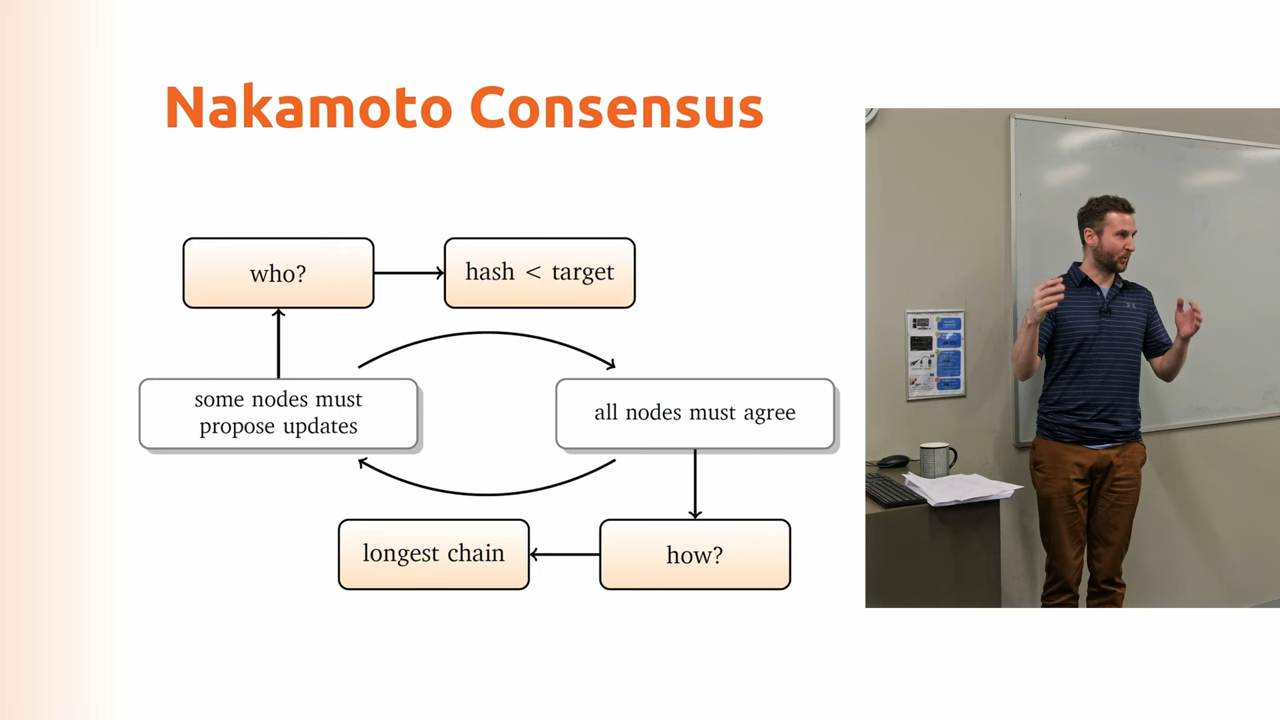 Nakamoto Consensus
who?
hash < target
some nodes must
propose updates
all nodes must agree
longest chain
how?